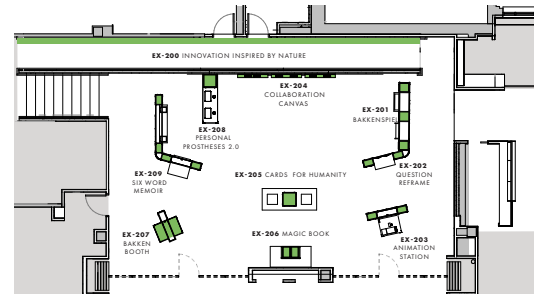 EX-200 INNOVATION INSPIRED BY NATURE
EX-204
COLLABORATION
CANVAS
EX-201
BAKKENSPIEL
EX-208
PERSONAL
PROSTHESES 2.0
EX-209
SIX WORD
MEMOIR
EX-205 CARDS FOR HUMANITY
EX-202
QUESTION
REFRAME
EX-207
BAKKEN
BOOTH
EX-206 MAGIC BOOK
EX-203
ANIMATION
STATION